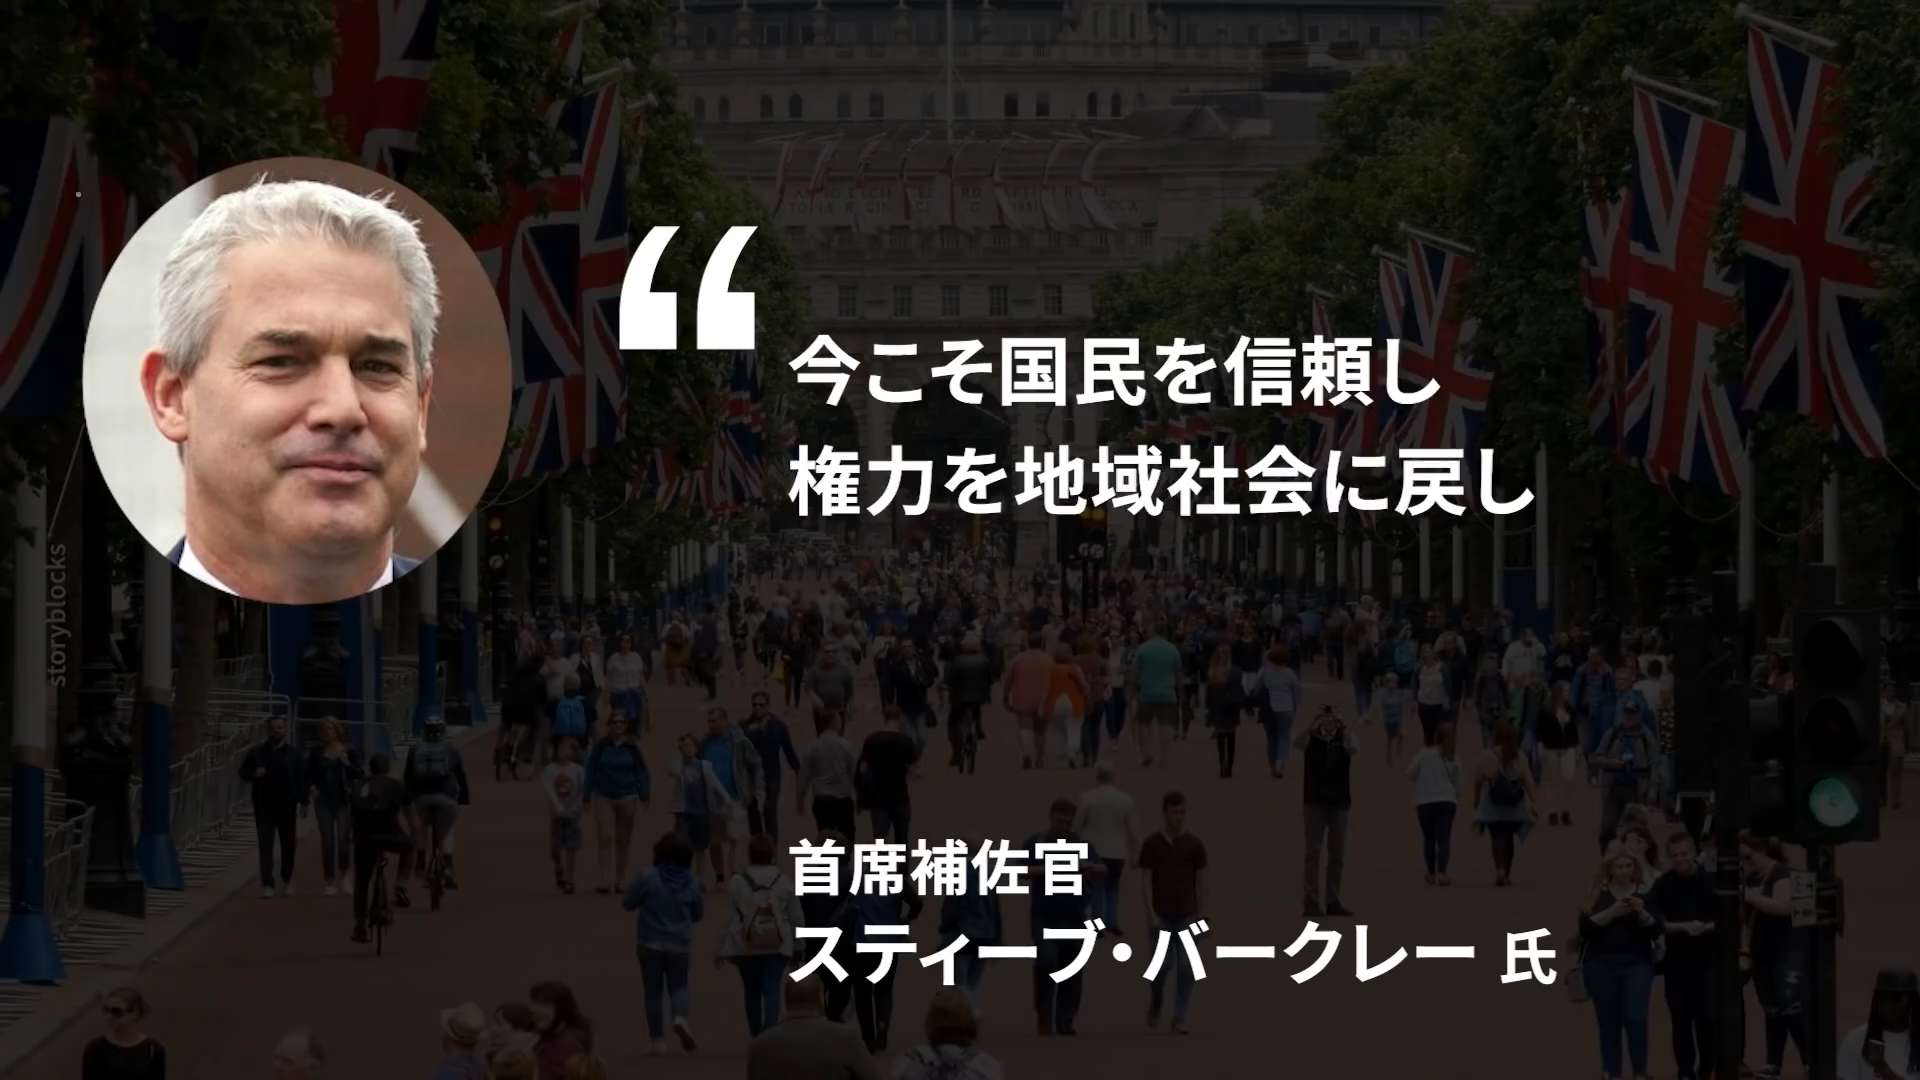 今こそ国民を信頼し
権力を地域社会に戻し
首席補佐官
スティーブ・バークレー 氏
storyblocks